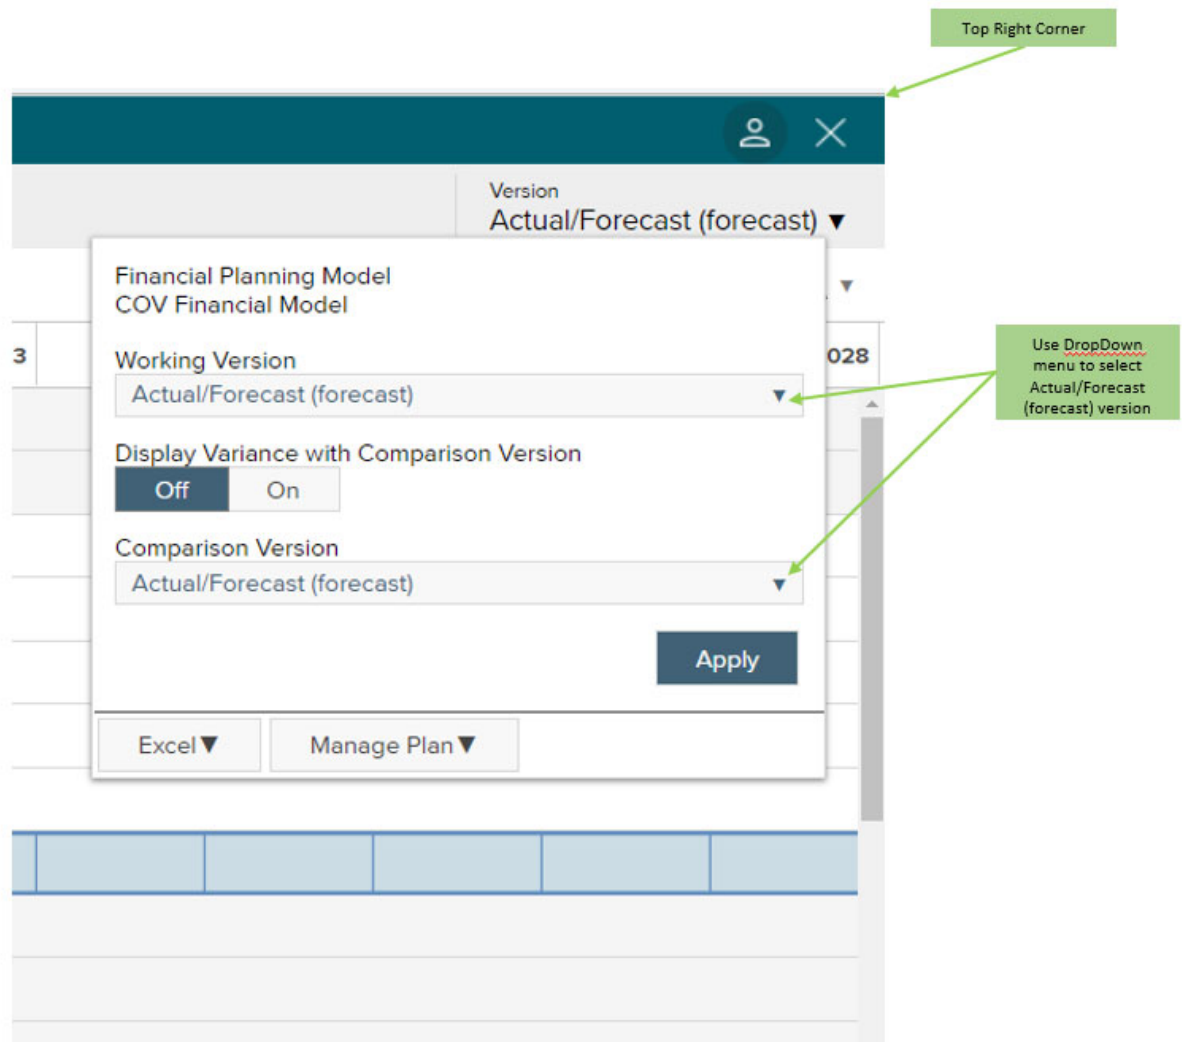 Top Right Corner
Version
Actual/Forecast (forecast) ▼
Financial Planning Model
COV Financial Model
3
028
Working Version
Actual/Forecast (forecast)
Use DropDown
menu to select
Actual/Forecast
(forecast) version
Display Variance with Comparison Version
Off On
Comparison Version
Actual/Forecast (forecast)
Apply
Excel▼ Manage Plan▼